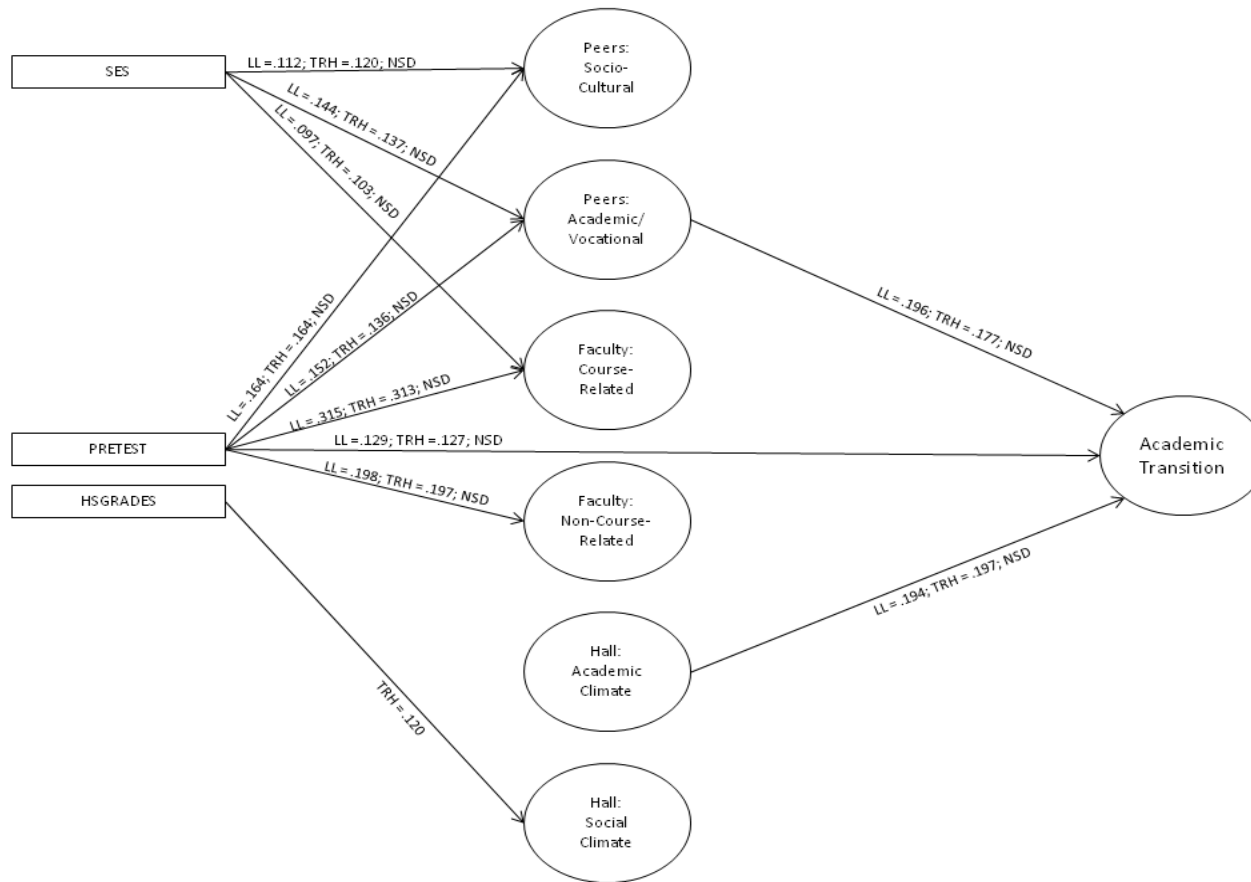 SES
PRETEST
HSGRADES
LL = .112; TRH = .120; NSD
LL = .144; TRH = .137; NSD
LL = .097; TRH = .103; NSD
LL = .164; TRH = .164; NSD
LL = .152; TRH = .136; NSD
LL = .315; TRH = .313; NSD
LL = .129; TRH = .127; NSD
LL = .198; TRH = .197; NSD
TRH = .120
Peers:
Socio-
Cultural
Peers:
Academic/
Vocational
Faculty:
Course-
Related
Faculty:
Non-Course-
Related
Hall:
Academic
Climate
Hall:
Social
Climate
LL = .196; TRH = .177; NSD
LL = .194; TRH = .197; NSD
Academic
Transition